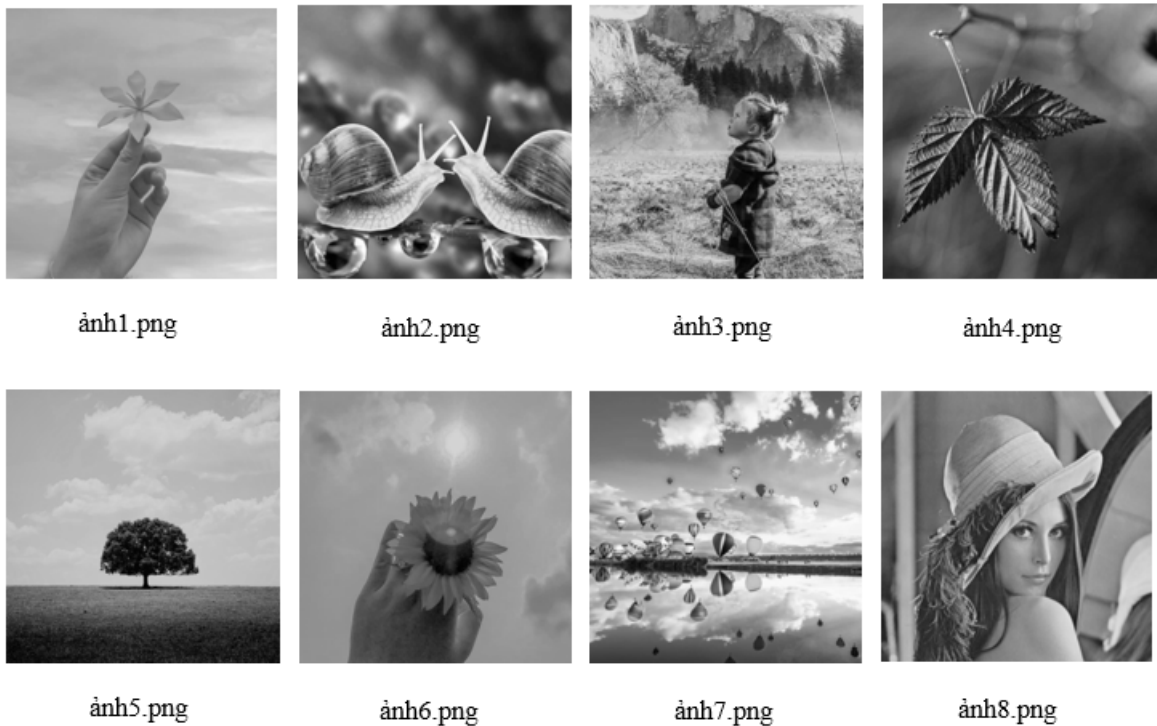 ảnh1.png
ảnh2.png
ảnh3.png
ảnh4.png
ảnh5.png
ảnh6.png
ảnh7.png
ảnh8.png